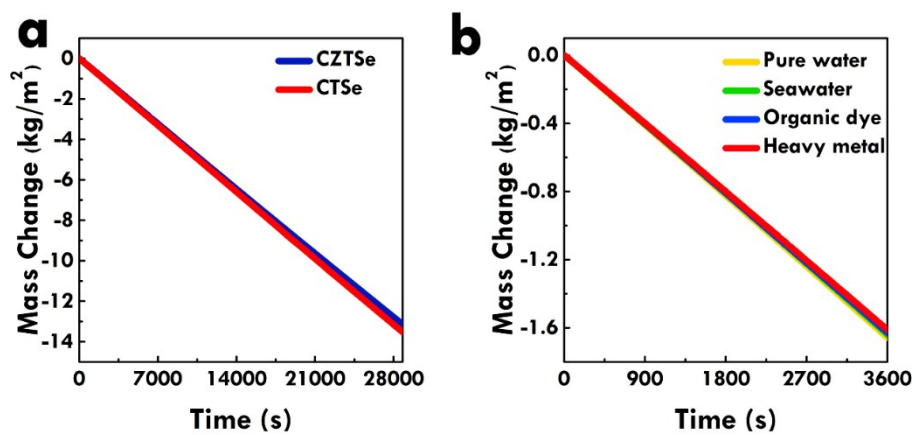 a
CZTSe
CTSe
Mass Change (kg/m²)
0
-2
-4
-6
-8
-10
-12
-14
0 7000 14000 21000 28000
Time (s)
b
Pure water
Seawater
Organic dye
Heavy metal
Mass Change (kg/m²)
0.0
-0.4
-0.8
-1.2
-1.6
0 900 1800 2700 3600
Time (s)